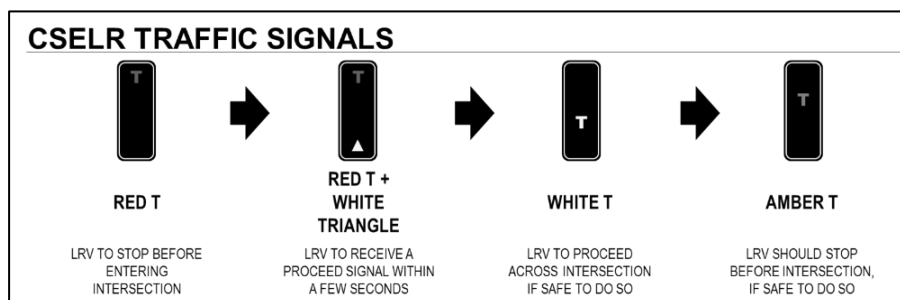 CSELR TRAFFIC SIGNALS
T
T
T
T
RED T
RED T +
WHITE
TRIANGLE
WHITE T
AMBER T
LRV TO STOP BEFORE
ENTERING
INTERSECTION
LRV TO RECEIVE A
PROCEED SIGNAL WITHIN
A FEW SECONDS
LRV TO PROCEED
ACROSS INTERSECTION
IF SAFE TO DO SO
LRV SHOULD STOP
BEFORE INTERSECTION,
IF SAFE TO DO SO